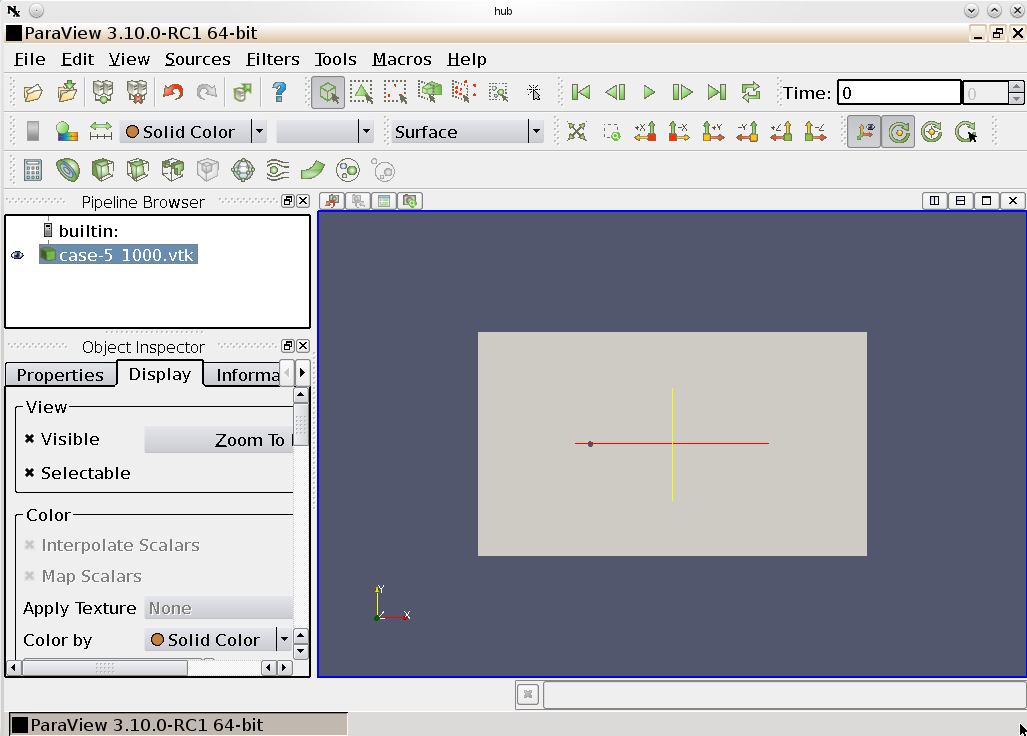 hub
ParaView 3.10.0-RC1 64-bit
File Edit View Sources Filters Tools Macros Help
Time: 0 0
Solid Color Surface
Pipeline Browser
builtin:
case-5_1000.vtk
Object Inspector
Properties Display Informa
View
Visible Zoom To
Selectable
Color
Interpolate Scalars
Map Scalars
Apply Texture None
Color by Solid Color
Y
Z X
ParaView 3.10.0-RC1 64-bit